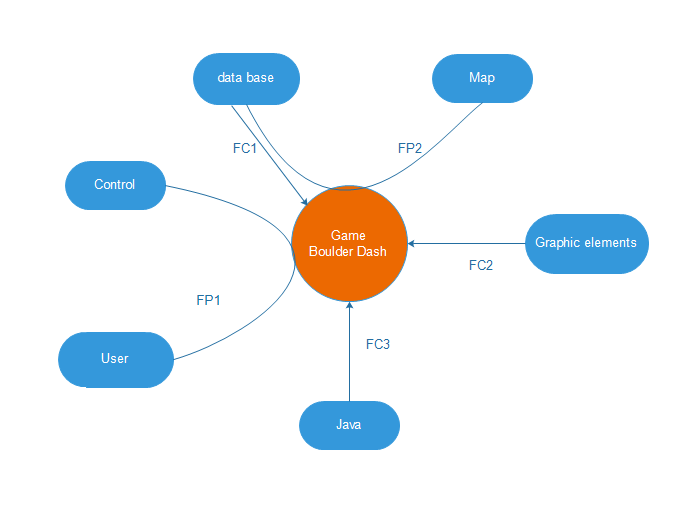 data base
Map
FC1
FP2
Control
Game
Boulder Dash
Graphic elements
FC2
FP1
FC3
User
Java